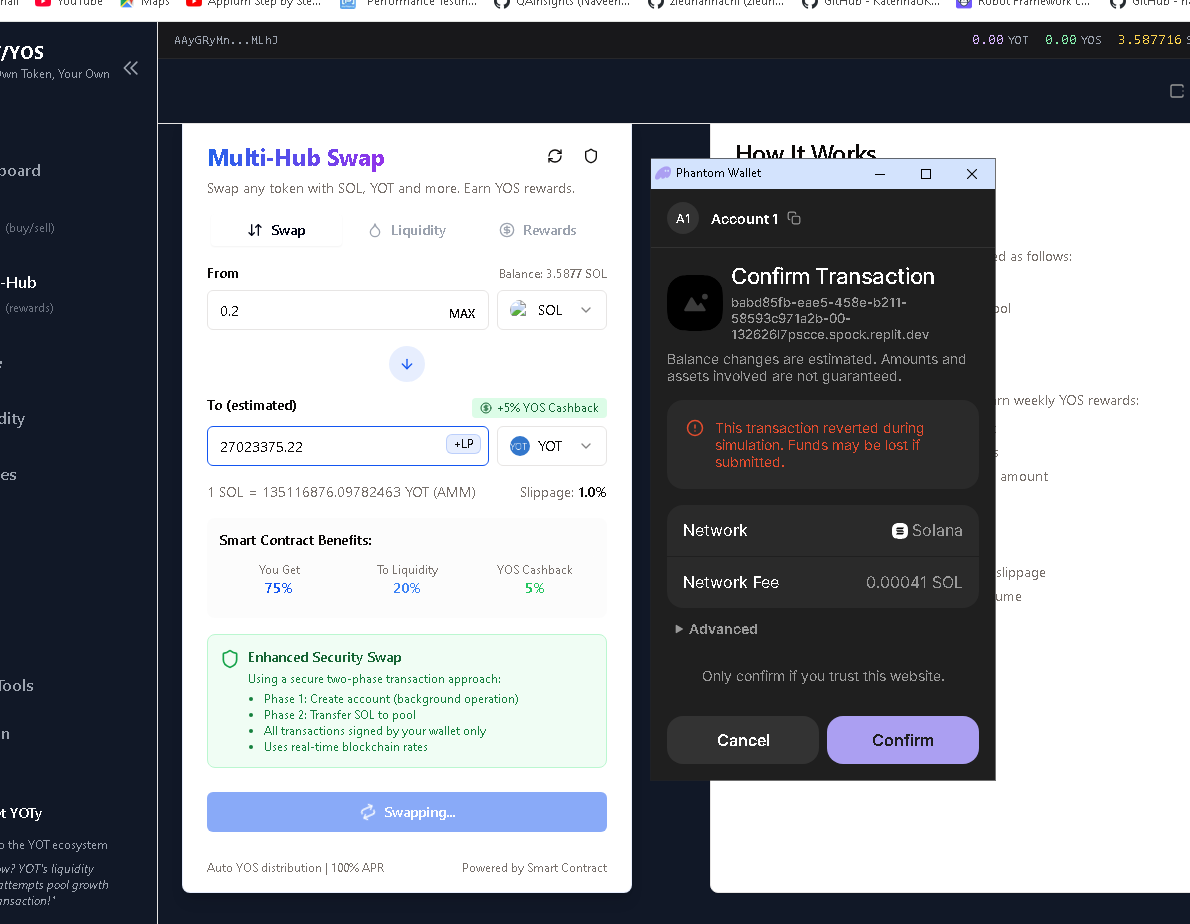 YouTube
Maps
Appium Step by Ste...
Performance Testin...
QAInsights (Naveen...
GitHub - KatennaUK...
Robot Framework
GitHub - n
/YOS
Own Token, Your Own
AAyGRyMn...MLhJ
0.00 YOT
0.00 YOS
3.587716 S
board
(buy/sell)
-Hub
(rewards)
dity
es
Tools
n
t YOTy
o the YOT ecosystem
ow? YOT's liquidity
attempts pool growth
ansaction!"
Multi-Hub Swap
Swap any token with SOL, YOT and more. Earn YOS rewards.
Swap
Liquidity
Rewards
From
Balance: 3.5877 SOL
0.2
MAX
SOL
To (estimated)
+5% YOS Cashback
27023375.22
+LP
YOT
YOT
1 SOL = 135116876.09782463 YOT (AMM)
Slippage: 1.0%
Smart Contract Benefits:
You Get
To Liquidity
YOS Cashback
75%
20%
5%
Enhanced Security Swap
Using a secure two-phase transaction approach:
• Phase 1: Create account (background operation)
• Phase 2: Transfer SOL to pool
• All transactions signed by your wallet only
• Uses real-time blockchain rates
Swapping...
Auto YOS distribution | 100% APR
Powered by Smart Contract
How It Works
ed as follows:
ool
rn weekly YOS rewards:
s
amount
slippage
ume
Phantom Wallet
A1
Account 1
Confirm Transaction
babd85fb-eae5-458e-b211-
58593c971a2b-00-
132626l7pscce.spock.replit.dev
Balance changes are estimated. Amounts and
assets involved are not guaranteed.
This transaction reverted during
simulation. Funds may be lost if
submitted.
Network
Solana
Network Fee
0.00041 SOL
Advanced
Only confirm if you trust this website.
Cancel
Confirm